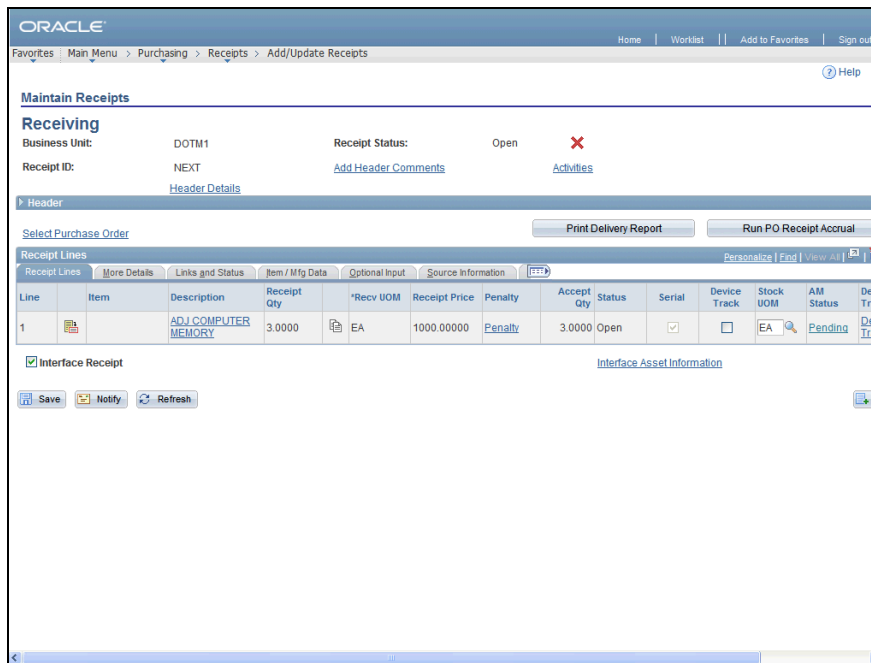 ORACLE
Home | Worklist | | Add to Favorites | Sign out
Favorites Main Menu > Purchasing > Receipts > Add/Update Receipts
? Help
Maintain Receipts
Receiving
Business Unit: DOTM1 Receipt Status: Open
Receipt ID: NEXT Add Header Comments Activities
Header Details
Header
Select Purchase Order Print Delivery Report Run PO Receipt Accrual
Receipt Lines Personalize | Find | View All |
Receipt Lines More Details Links and Status Item / Mfg Data Optional Input Source Information
Line Item Description Receipt Qty *Recv UOM Receipt Price Penalty Accept Qty Status Serial Device Track Stock UOM AM Status
1 ADJ COMPUTER MEMORY 3.0000 EA 1000.00000 Penalty 3.0000 Open EA Pending
Interface Receipt Interface Asset Information
Save Notify Refresh